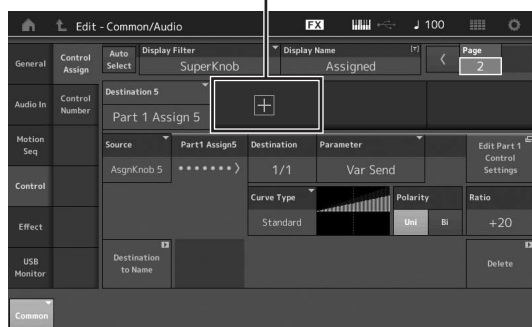 Edit - Common/Audio
FX
♩ 100
General
Control Assign
Auto Select
Display Filter
SuperKnob
Display Name
[T]
Assigned
Page
2
Audio In
Control Number
Destination 5
Part 1 Assign 5
Motion Seq
Source
AsgnKnob 5
Part1 Assign5
Destination
1/1
Parameter
Var Send
Edit Part 1 Control Settings
Control
Curve Type
Standard
Polarity
Uni
Bi
Ratio
+20
Effect
USB Monitor
Destination to Name
Delete
Common